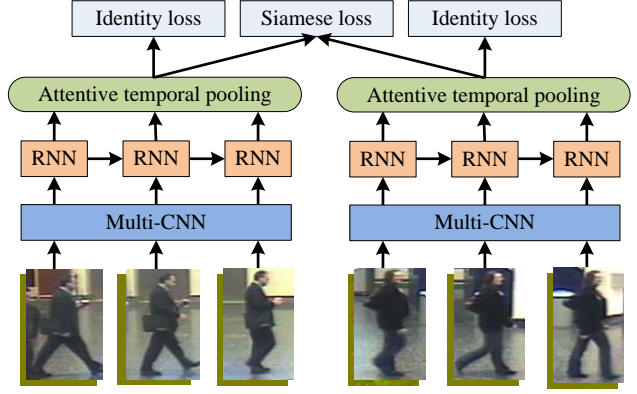 Identity loss
Siamese loss
Identity loss
Attentive temporal pooling
Attentive temporal pooling
RNN
RNN
RNN
RNN
RNN
RNN
Multi-CNN
Multi-CNN